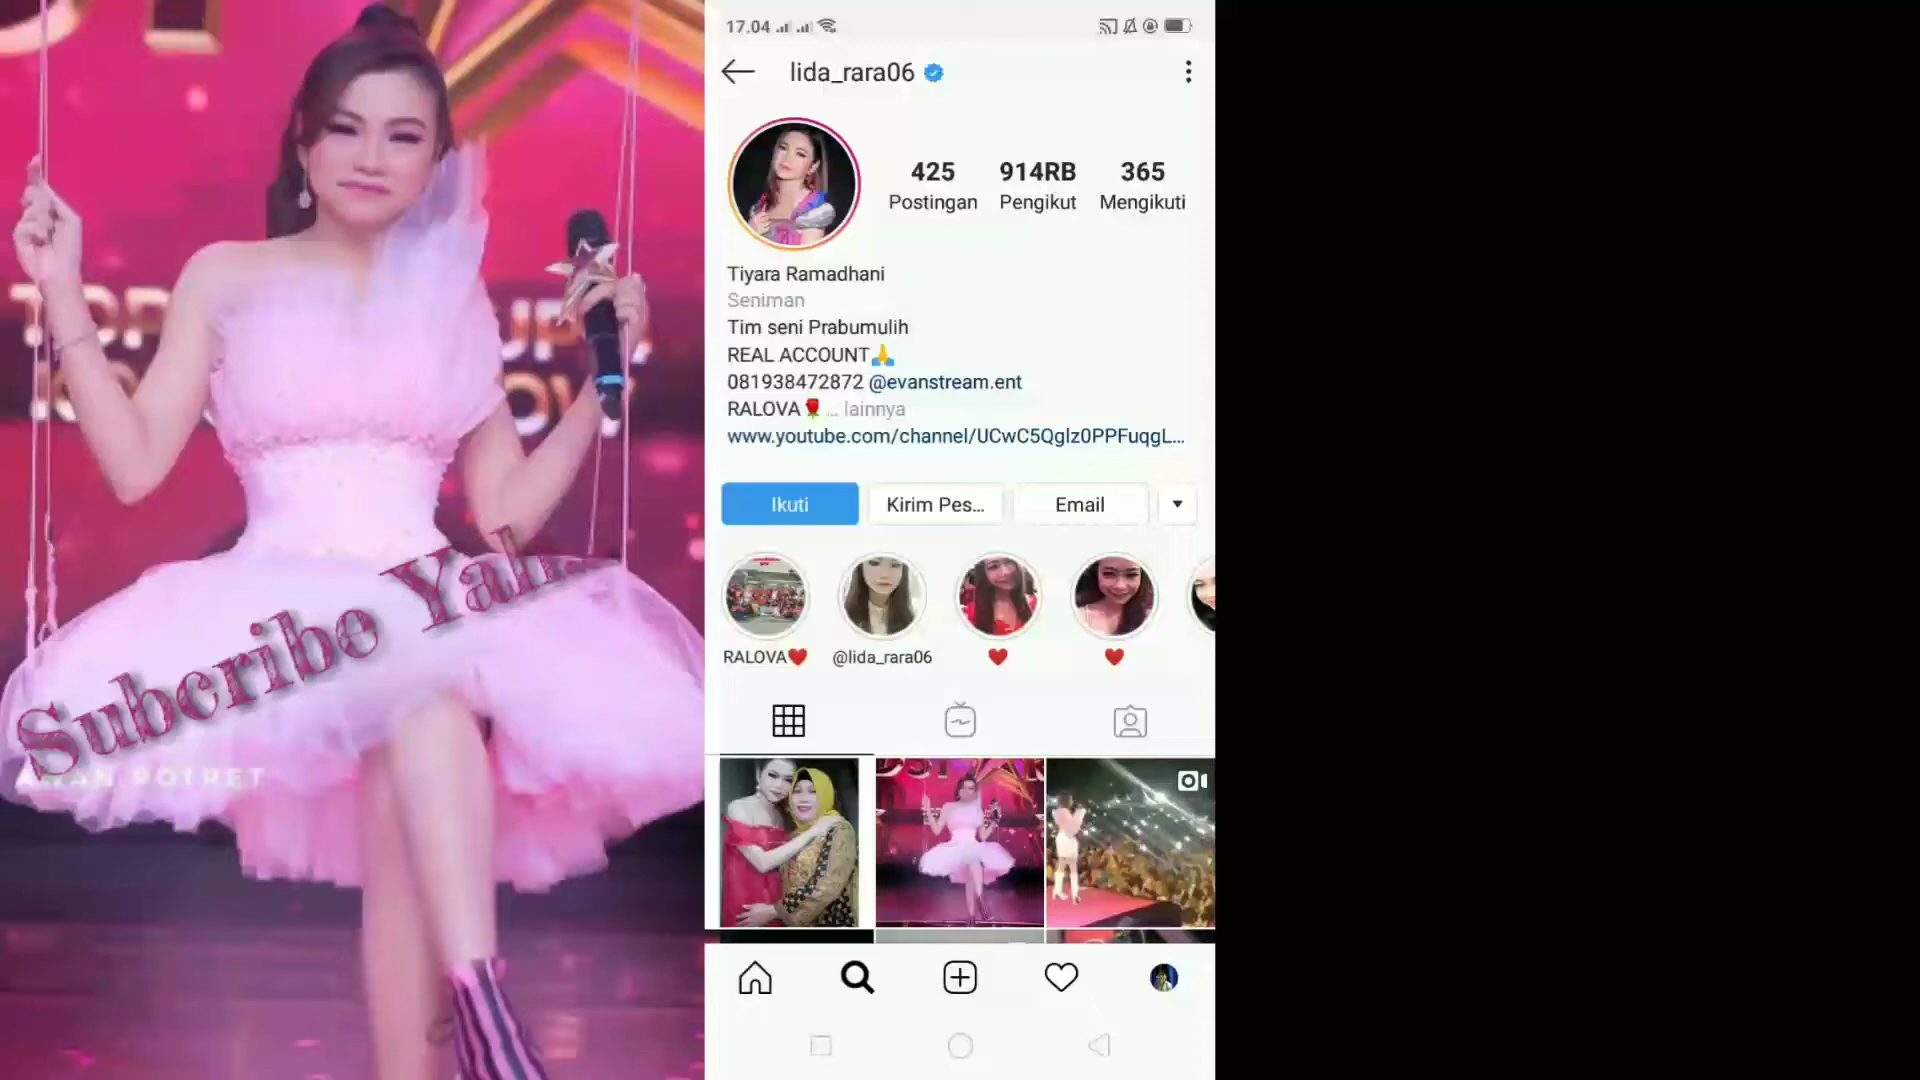 Subcribe Yah...
17.04
lida_rara06
425
914RB
365
Postingan
Pengikut
Mengikuti
Tiyara Ramadhani
Seniman
Tim seni Prabumulih
REAL ACCOUNT🙏
081938472872 @evanstream.ent
RALOVA🌹... lainnya
www.youtube.com/channel/UCwC5Qglz0PPFuqgL...
Ikuti
Kirim Pes...
Email
RALOVA❤️
@lida_rara06
❤️
❤️